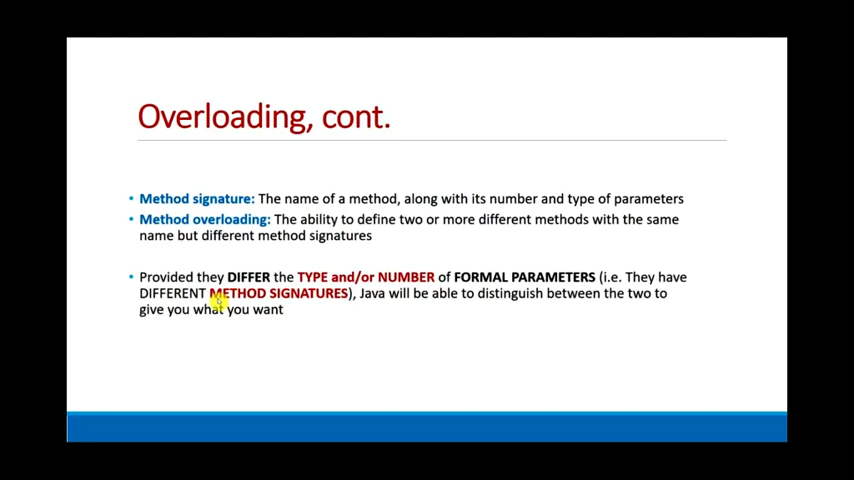 Overloading, cont.
• Method signature: The name of a method, along with its number and type of parameters
• Method overloading: The ability to define two or more different methods with the same
name but different method signatures
• Provided they DIFFER the TYPE and/or NUMBER of FORMAL PARAMETERS (i.e. They have
DIFFERENT METHOD SIGNATURES), Java will be able to distinguish between the two to
give you what you want